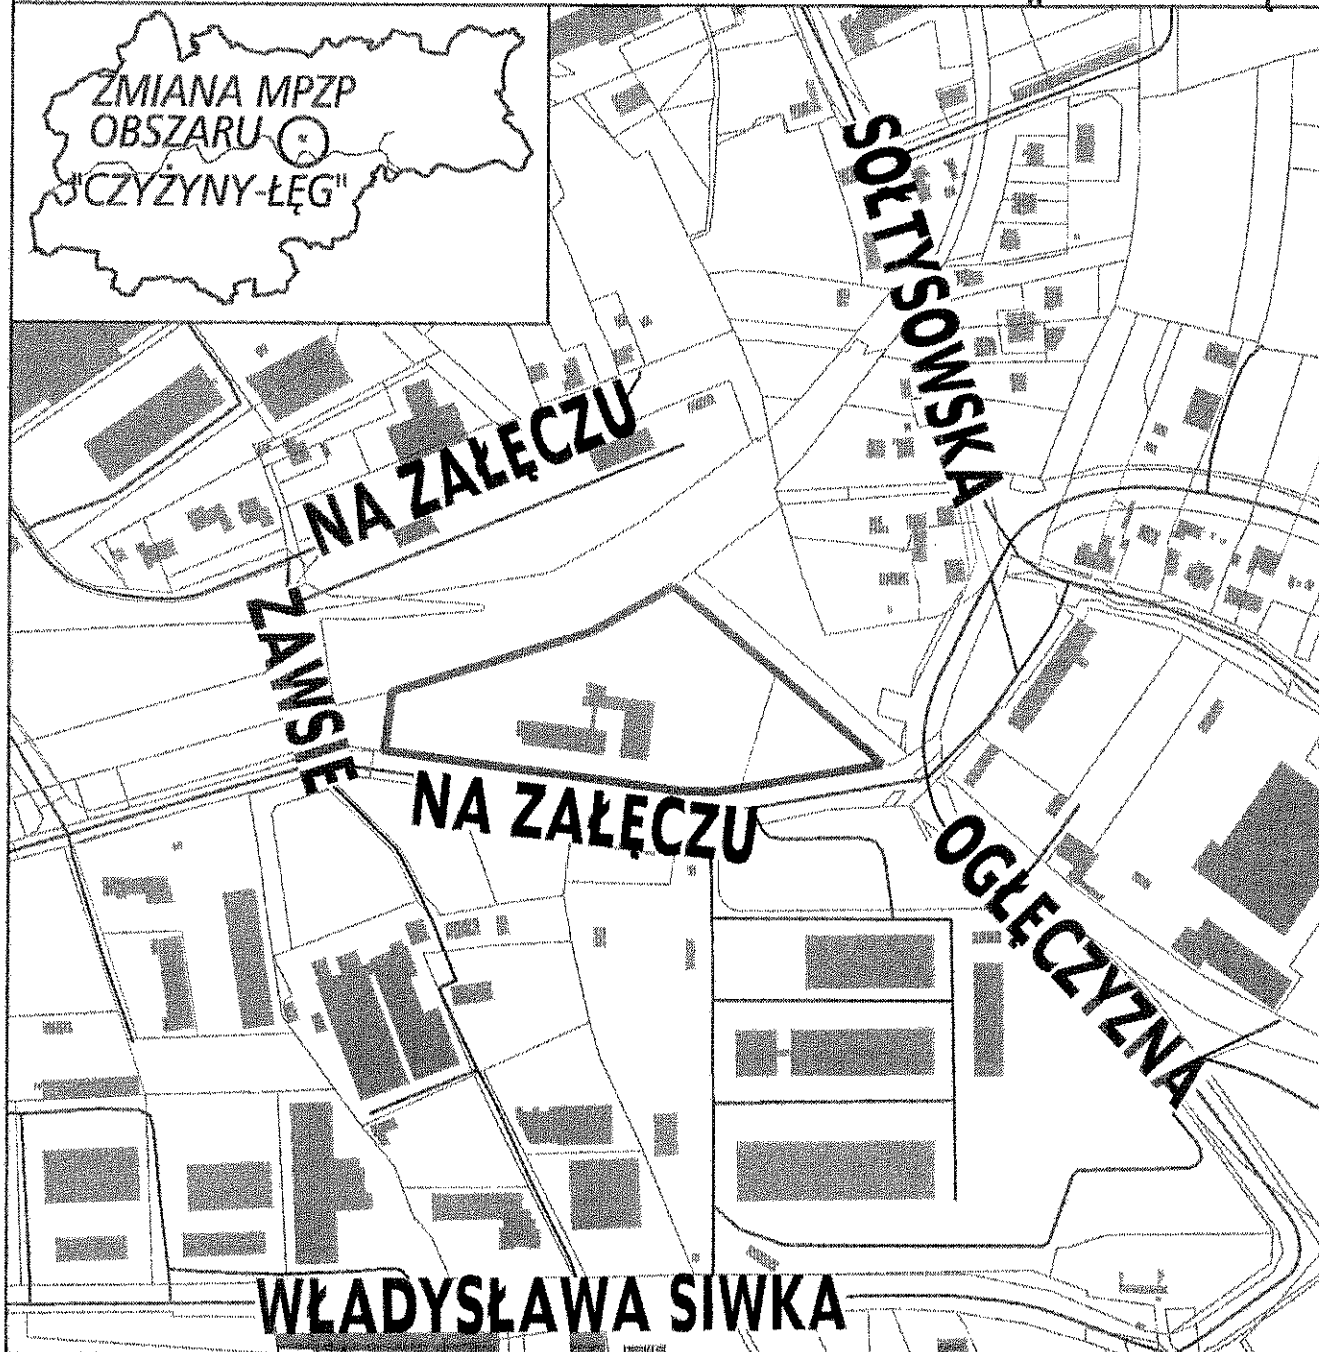 ZMIANA MPZP
OBSZARU
"CZYŻYNY-ŁĘG"
SOŁTYSOWSKA
NA ZAŁĘCZU
ZAWSIE
NA ZAŁĘCZU
OGŁĘCZYZNA
WŁADYSŁAWA SIWKA